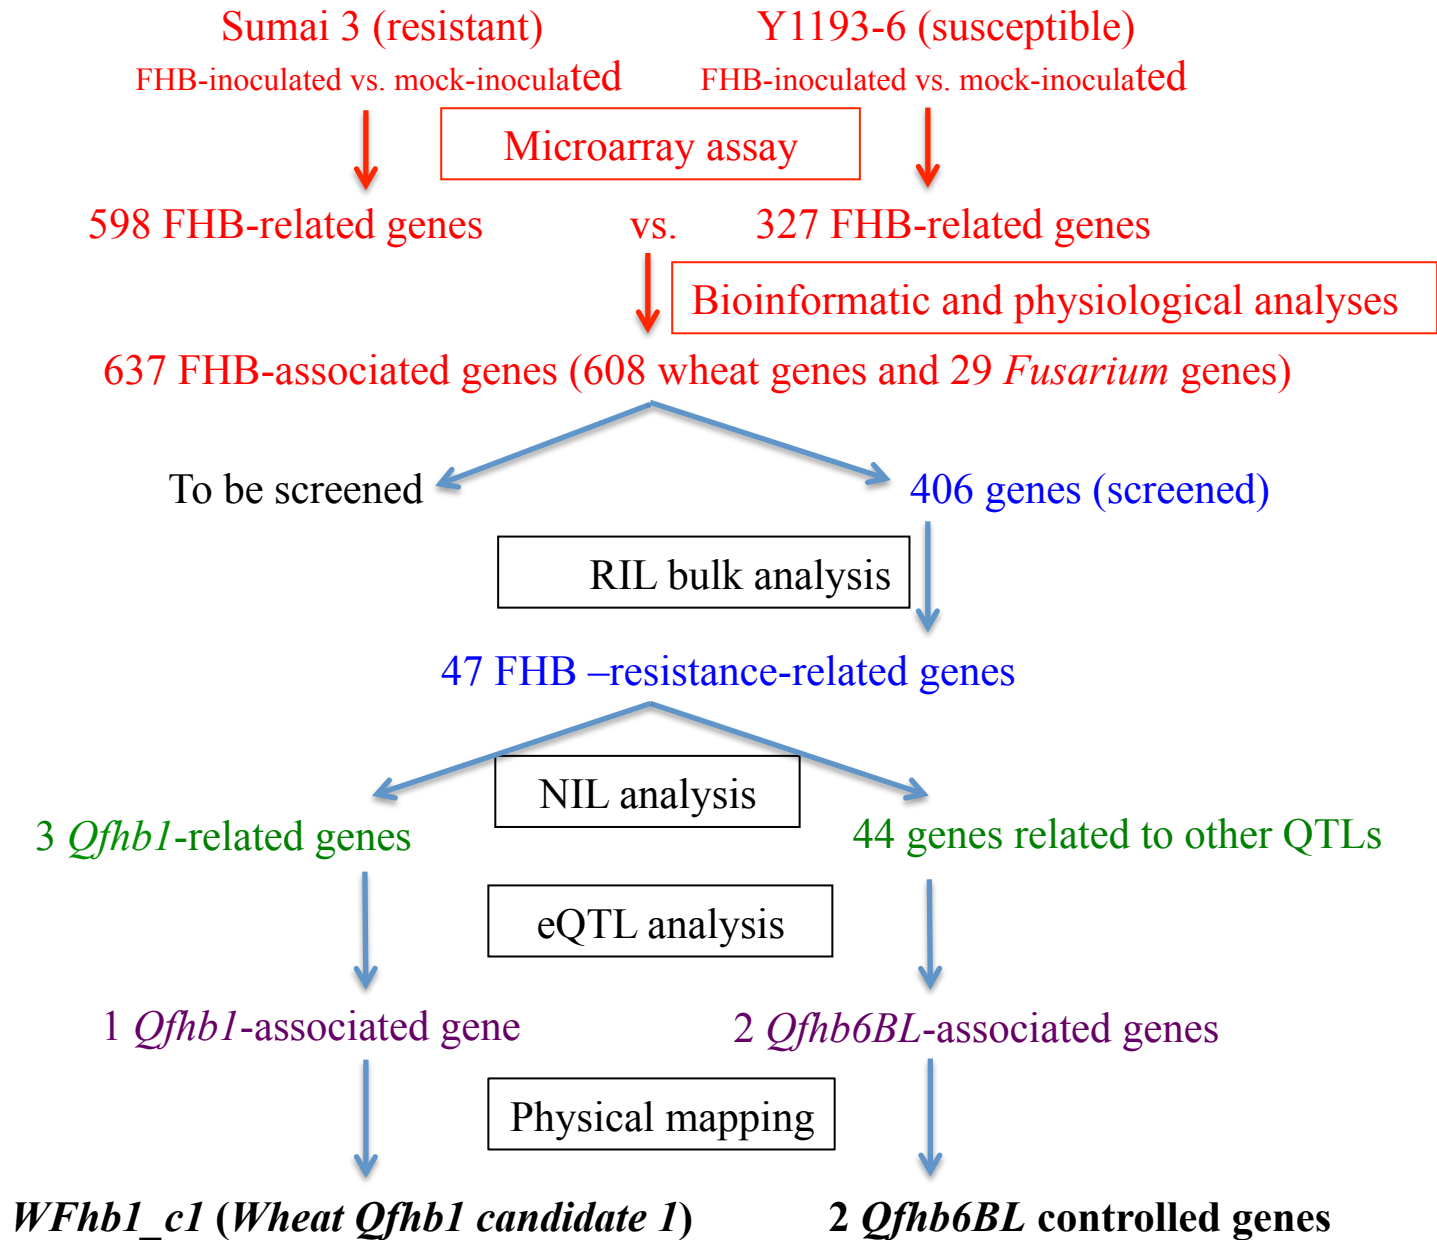 Sumai 3 (resistant) Y1193-6 (susceptible)
FHB-inoculated vs. mock-inoculated FHB-inoculated vs. mock-inoculated
Microarray assay
598 FHB-related genes vs. 327 FHB-related genes
Bioinformatic and physiological analyses
637 FHB-associated genes (608 wheat genes and 29 Fusarium genes)
To be screened 406 genes (screened)
RIL bulk analysis
47 FHB –resistance-related genes
NIL analysis
3 Qfhb1-related genes 44 genes related to other QTLs
eQTL analysis
1 Qfhb1-associated gene 2 Qfhb6BL-associated genes
Physical mapping
WFhb1_c1 (Wheat Qfhb1 candidate 1) 2 Qfhb6BL controlled genes